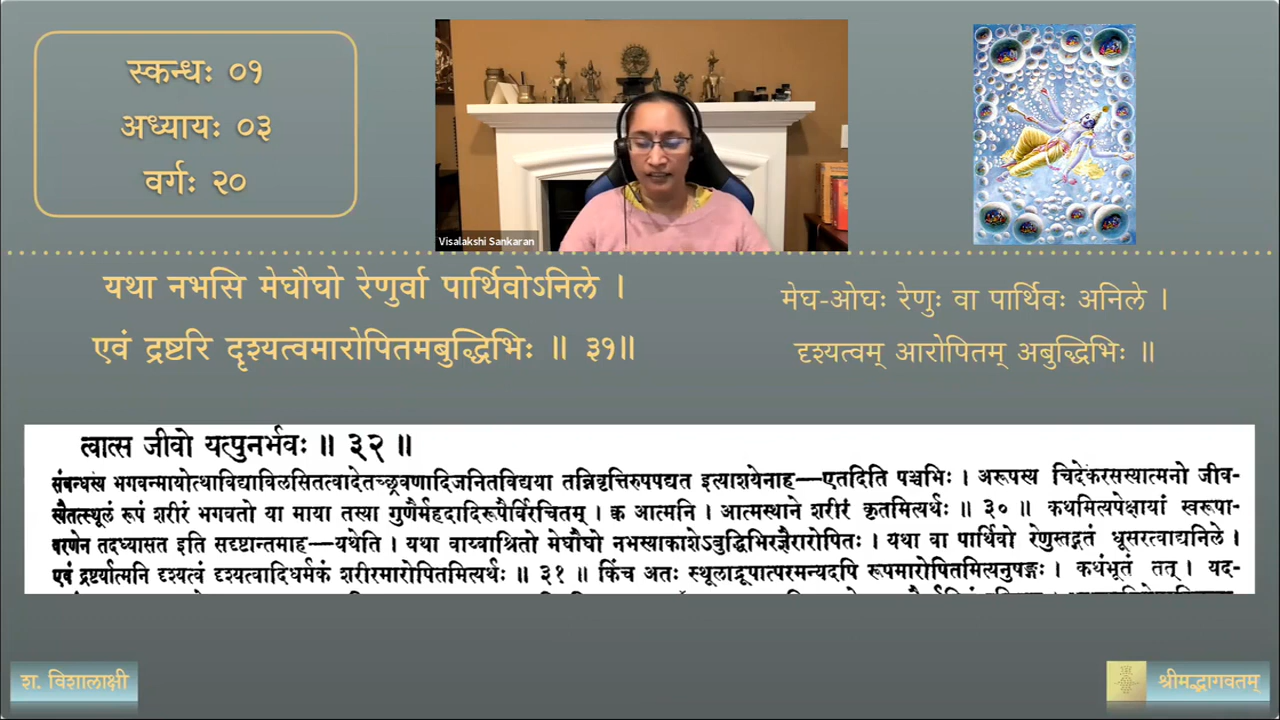 स्कन्धः ०१
अध्यायः ०३
वर्गः २०
Visalakshi Sankaran
यथा नभसि मेघौघो रेणुर्वा पार्थिवोऽनिले ।
एवं द्रष्टरि दृश्यत्वमारोपितमबुद्धिभिः ॥ ३१॥
मेघ-ओघः रेणुः वा पार्थिवः अनिले ।
दृश्यत्वम् आरोपितम् अबुद्धिभिः ॥
त्वात्स जीवो यत्पुनर्भवः ॥ ३२ ॥
संबन्धस्य भगवन्मायोत्थाविद्याविलसितत्वादेतच्छ्रवणादिजनितविद्यया तन्निवृत्तिरुपपद्यत इत्याशयेनाह—एतदिति पञ्चभिः । अरूपस्य चिदेकरसस्यात्मनो जीव-
स्यैतत्स्थूलं रूपं शरीरं भगवतो या माया तस्या गुणैर्महदादिरूपैर्विरचितम् । क्व आत्मनि । आत्मस्थाने शरीरं कृतमित्यर्थः ॥ ३० ॥ कथमित्यपेक्षायां स्वरूपा-
वरणेन तदध्यासत इति सदृष्टान्तमाह—यथेति । यथा वाय्वाश्रितो मेघौघो नभस्याकाशेऽबुद्धिभिरज्ञैरारोपितः । यथा वा पार्थिवो रेणुस्तद्गतं धूसरत्वाद्यनिले ।
एवं द्रष्टर्यात्मनि दृश्यत्वं दृश्यत्वादिधर्मकं शरीरमारोपितमित्यर्थः ॥ ३१ ॥ किंच अतः स्थूलाद्रूपात्परमन्यदपि रूपमारोपितमित्यनुषङ्गः । कथंभूतं तत् । यद-
श. विशालाक्षी
श्रीमद्भागवतम्